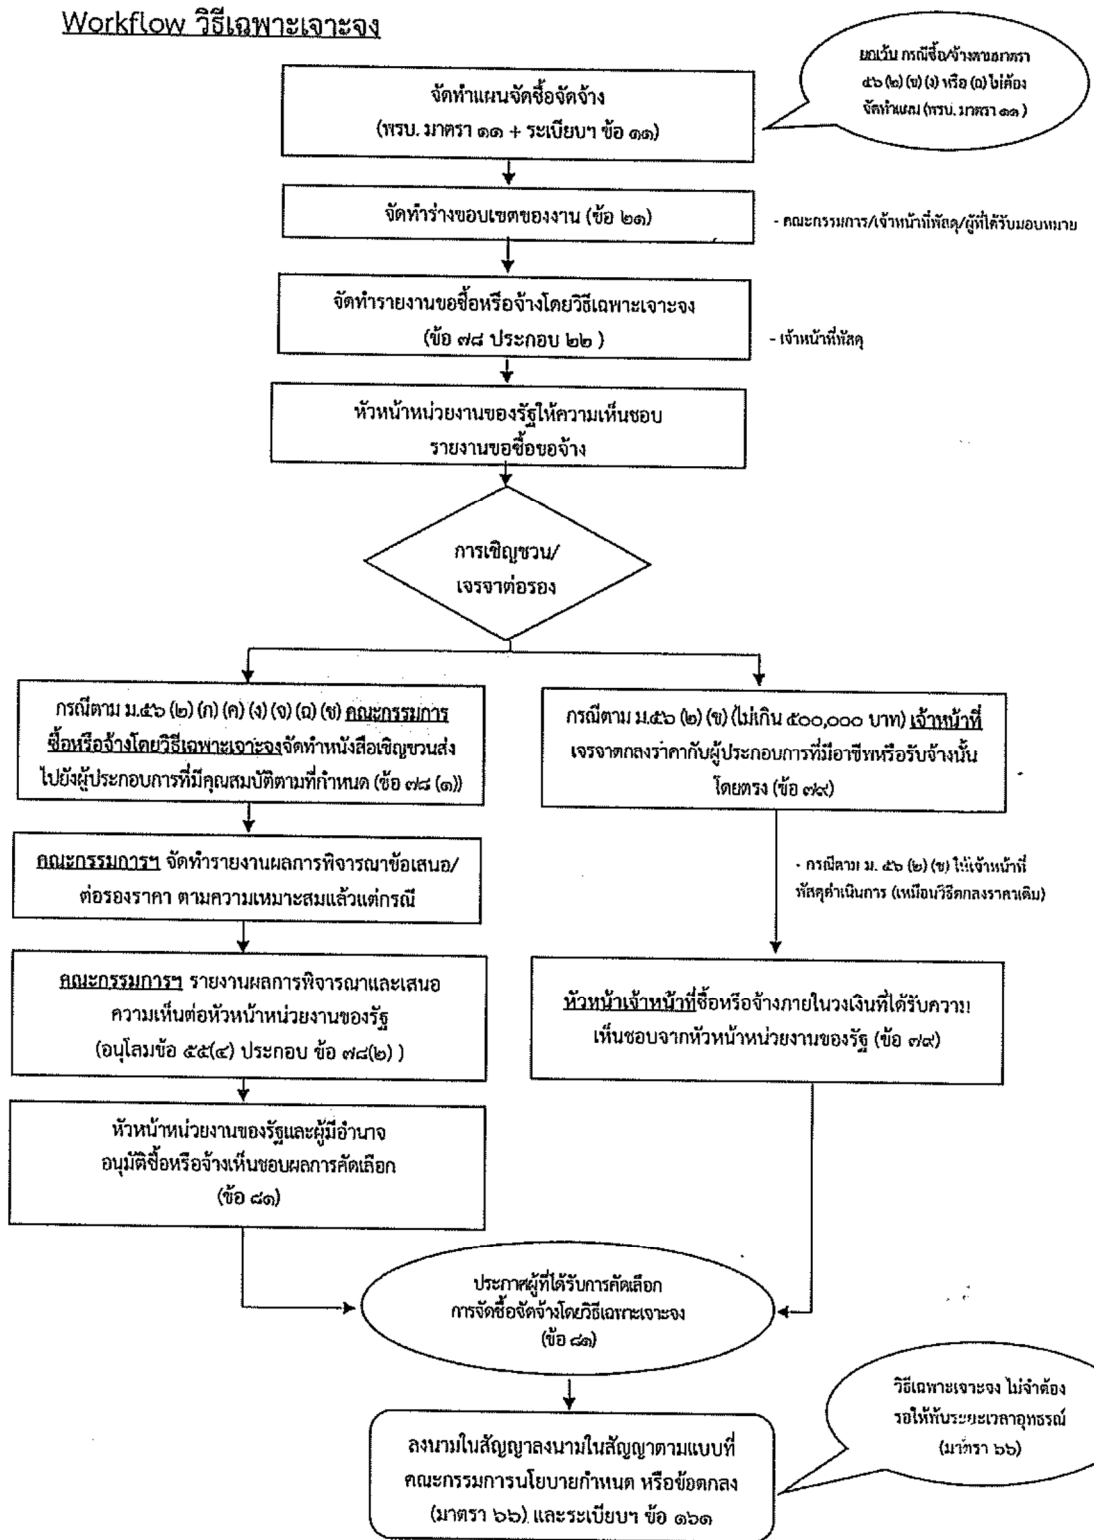 Workflow วิธีเฉพาะเจาะจง
จัดทำแผนจัดซื้อจัดจ้าง
(พรบ. มาตรา ๑๑ + ระเบียบฯ ข้อ ๑๑)
ยกเว้น กรณีซื้อ/จ้างตามมาตรา
๕๖ (๒) (ข) (ง) หรือ (ฉ) ไม่ต้อง
จัดทำแผน (พรบ. มาตรา ๑๑ )
จัดทำร่างขอบเขตของงาน (ข้อ ๒๑)
- คณะกรรมการ/เจ้าหน้าที่พัสดุ/ผู้ที่ได้รับมอบหมาย
จัดทำรายงานขอซื้อหรือจ้างโดยวิธีเฉพาะเจาะจง
(ข้อ ๗๘ ประกอบ ๒๒ )
- เจ้าหน้าที่พัสดุ
หัวหน้าหน่วยงานของรัฐให้ความเห็นชอบ
รายงานขอซื้อขอจ้าง
การเชิญชวน/
เจรจาต่อรอง
กรณีตาม ม.๕๖ (๒) (ก) (ค) (ง) (จ) (ฉ) (ช) คณะกรรมการ
ซื้อหรือจ้างโดยวิธีเฉพาะเจาะจงจัดทำหนังสือเชิญชวนส่ง
ไปยังผู้ประกอบการที่มีคุณสมบัติตามที่กำหนด (ข้อ ๗๘ (๑))
กรณีตาม ม.๕๖ (๒) (ข) (ไม่เกิน ๕๐๐,๐๐๐ บาท) เจ้าหน้าที่
เจรจาตกลงราคากับผู้ประกอบการที่มีอาชีพหรือรับจ้างนั้น
โดยตรง (ข้อ ๗๙)
คณะกรรมการฯ จัดทำรายงานผลการพิจารณาข้อเสนอ/
ต่อรองราคา ตามความเหมาะสมแล้วแต่กรณี
- กรณีตาม ม. ๕๖ (๒) (ข) ให้เจ้าหน้าที่
พัสดุดำเนินการ (เหมือนวิธีตกลงราคาเดิม)
คณะกรรมการฯ รายงานผลการพิจารณาและเสนอ
ความเห็นต่อหัวหน้าหน่วยงานของรัฐ
(อนุโลมข้อ ๕๕(๔) ประกอบ ข้อ ๗๘(๒) )
หัวหน้าเจ้าหน้าที่ซื้อหรือจ้างภายในวงเงินที่ได้รับความ
เห็นชอบจากหัวหน้าหน่วยงานของรัฐ (ข้อ ๗๙)
หัวหน้าหน่วยงานของรัฐและผู้มีอำนาจ
อนุมัติซื้อหรือจ้างเห็นชอบผลการคัดเลือก
(ข้อ ๘๑)
ประกาศผู้ที่ได้รับการคัดเลือก
การจัดซื้อจัดจ้างโดยวิธีเฉพาะเจาะจง
(ข้อ ๘๑)
วิธีเฉพาะเจาะจง ไม่จำต้อง
รอให้พ้นระยะเวลาอุทธรณ์
(มาตรา ๖๖)
ลงนามในสัญญาลงนามในสัญญาตามแบบที่
คณะกรรมการนโยบายกำหนด หรือข้อตกลง
(มาตรา ๖๖) และระเบียบฯ ข้อ ๑๖๑